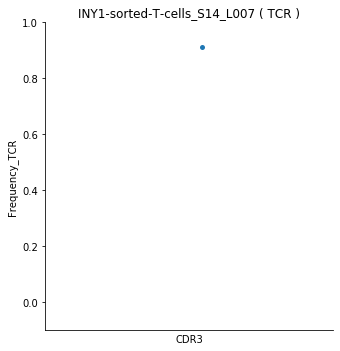 INY1-sorted-T-cells_S14_L007 ( TCR )
1.0
0.8
0.6
0.4
0.2
0.0
Frequency_TCR
CDR3